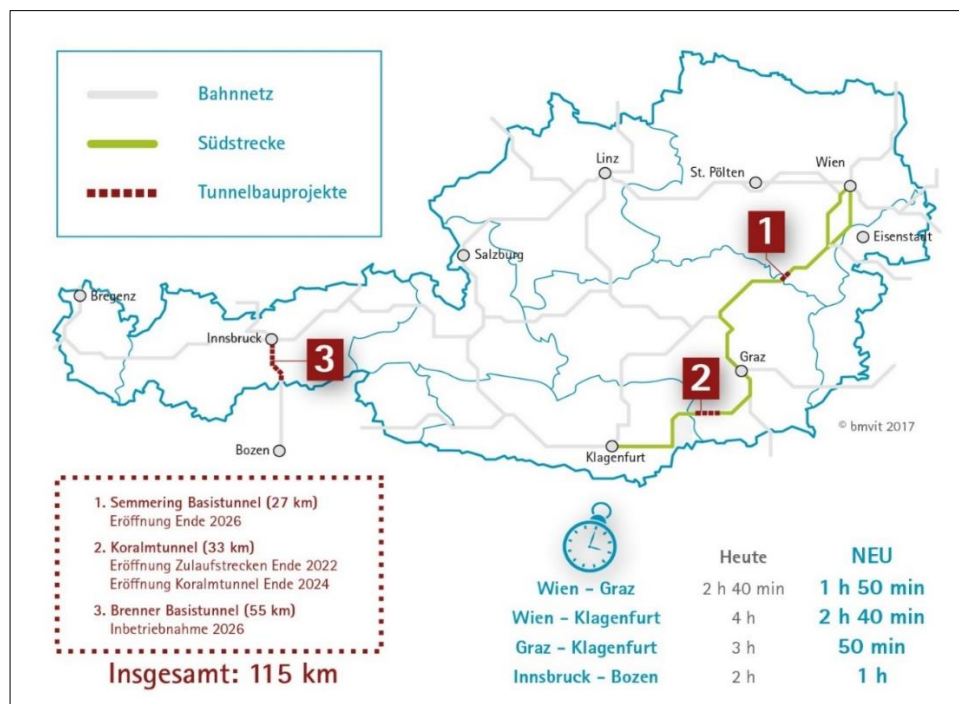 Bahnnetz
Südstrecke
Tunnelbauprojekte
Linz
St. Pölten
Wien
1
Eisenstadt
Salzburg
Bregenz
Innsbruck
3
Graz
2
© bmvit 2017
Klagenfurt
Bozen
1. Semmering Basistunnel (27 km)
Eröffnung Ende 2026
2. Koralmtunnel (33 km)
Eröffnung Zulaufstrecken Ende 2022
Eröffnung Koralmtunnel Ende 2024
3. Brenner Basistunnel (55 km)
Inbetriebnahme 2026
Insgesamt: 115 km
Heute NEU
Wien – Graz 2 h 40 min 1 h 50 min
Wien – Klagenfurt 4 h 2 h 40 min
Graz – Klagenfurt 3 h 50 min
Innsbruck – Bozen 2 h 1 h